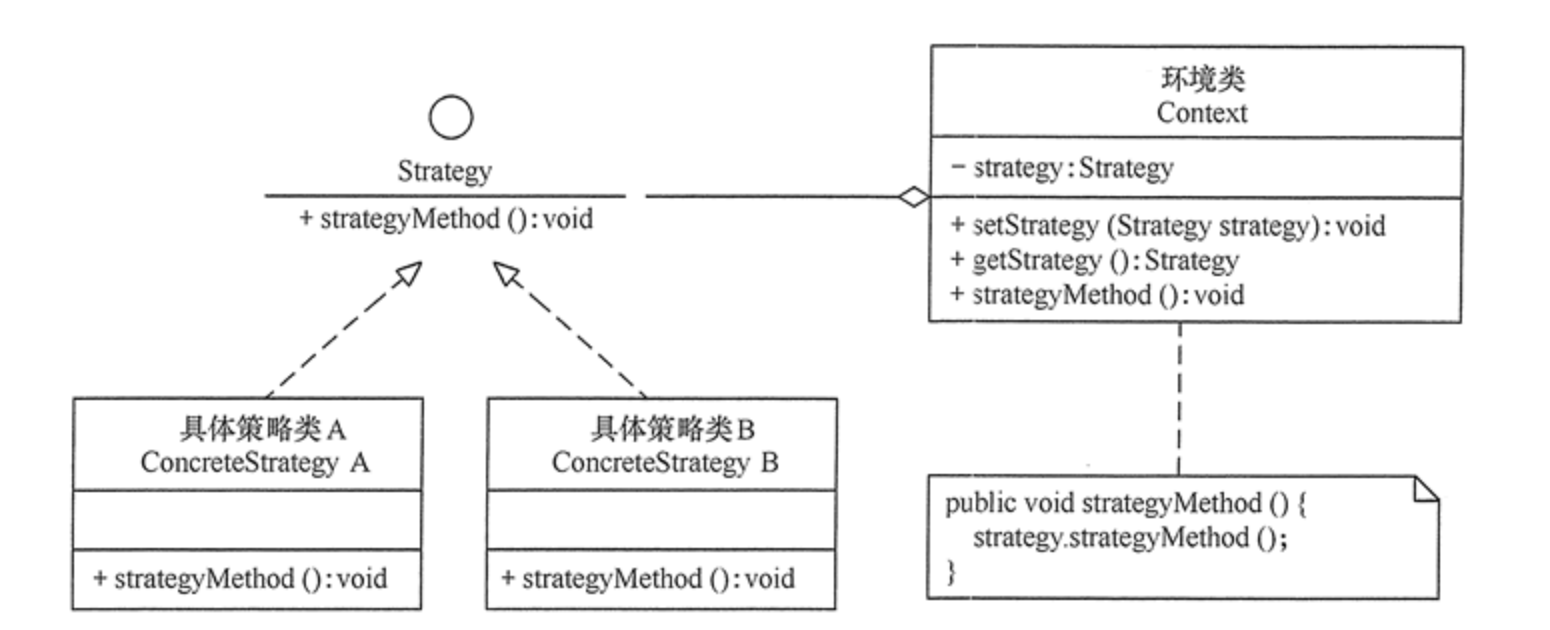 Strategy
+ strategyMethod ():void
环境类
Context
− strategy:Strategy
+ setStrategy (Strategy strategy):void
+ getStrategy ():Strategy
+ strategyMethod ():void
具体策略类A
ConcreteStrategy A
+ strategyMethod ():void
具体策略类B
ConcreteStrategy B
+ strategyMethod ():void
public void strategyMethod () {
strategy.strategyMethod ();
}